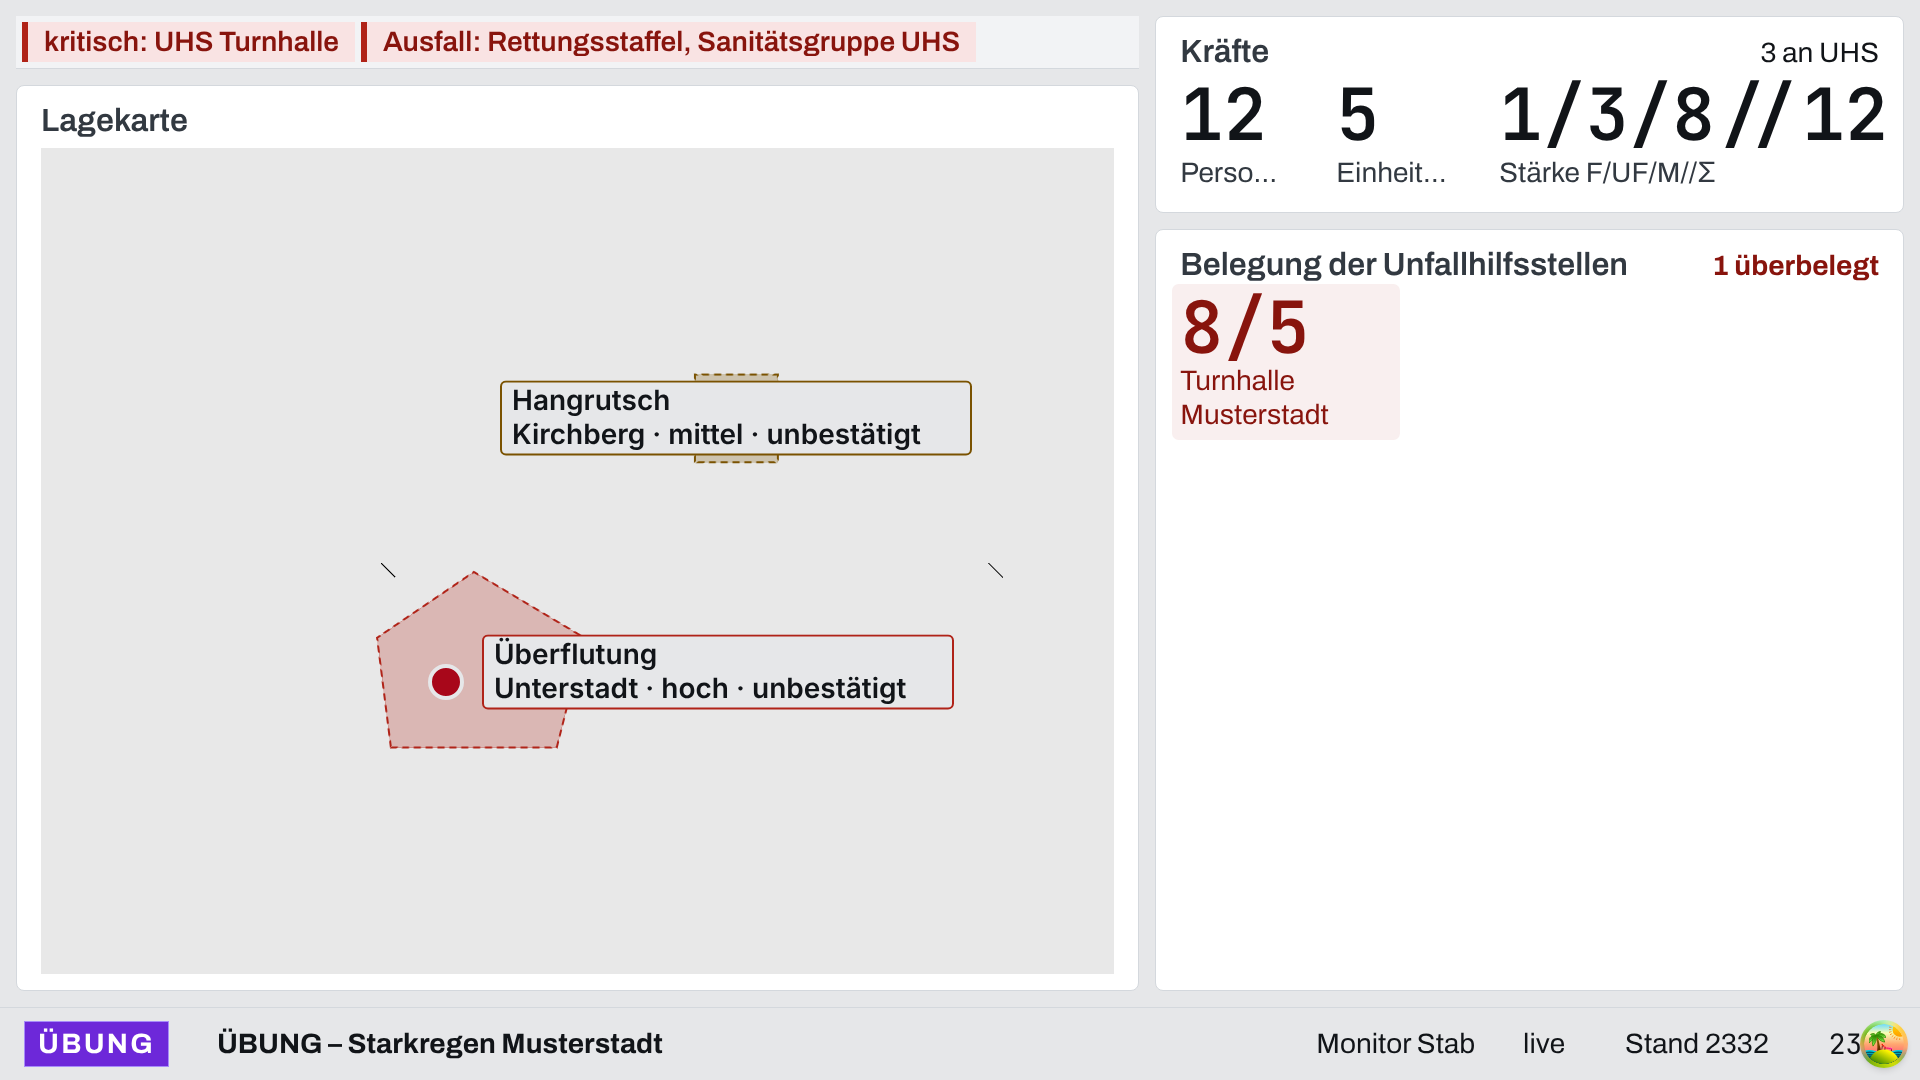 kritisch: UHS Turnhalle
Ausfall: Rettungsstaffel, Sanitätsgruppe UHS
Lagekarte
Hangrutsch
Kirchberg · mittel · unbestätigt
Überflutung
Unterstadt · hoch · unbestätigt
Kräfte
3 an UHS
12
Perso...
5
Einheit...
1/3/8//12
Stärke F/UF/M//Σ
Belegung der Unfallhilfsstellen
1 überbelegt
8/5
Turnhalle
Musterstadt
ÜBUNG
ÜBUNG – Starkregen Musterstadt
Monitor Stab
live
Stand 2332